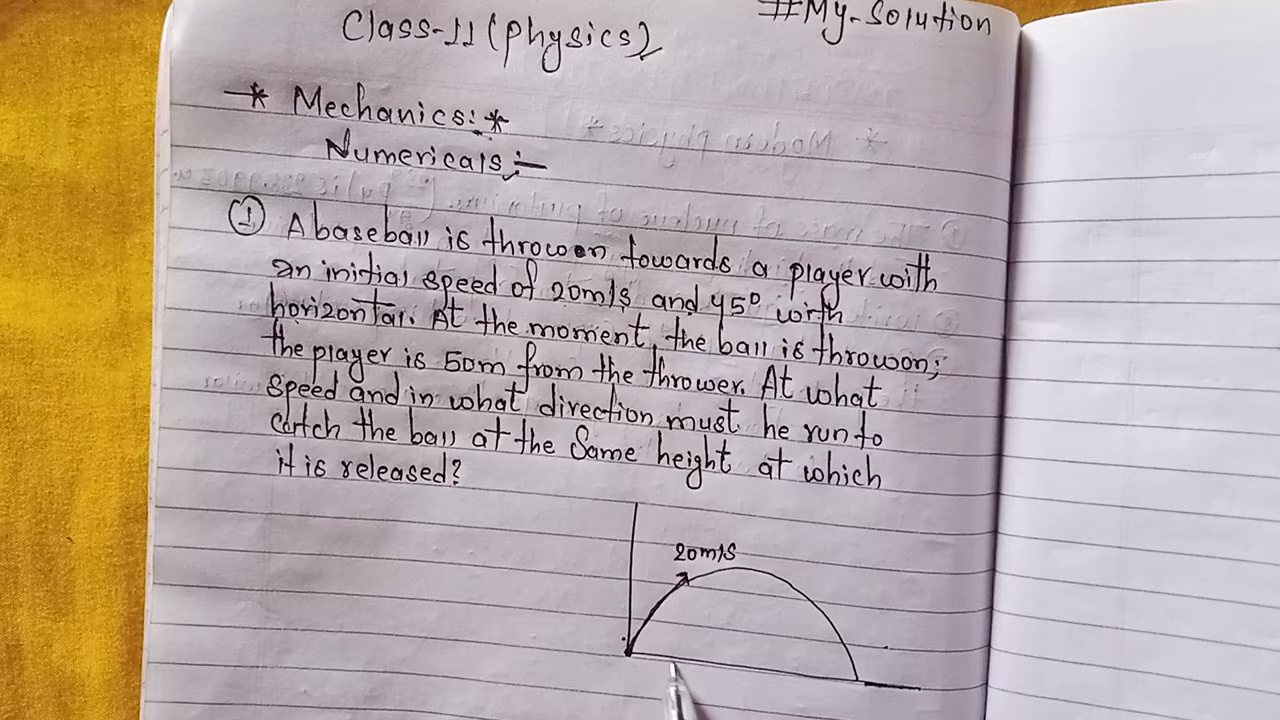 #My-Solution
Class-11(physics)
* Mechanics:*
Numericals:-
① A baseball is throwon towards a player with
an initial speed of 20m/s and 45° with
horizontal. At the moment, the ball is throwon;
the player is 50m from the thrower. At what
speed and in what direction must he run to
catch the ball at the same height at which
it is released?
20m/s